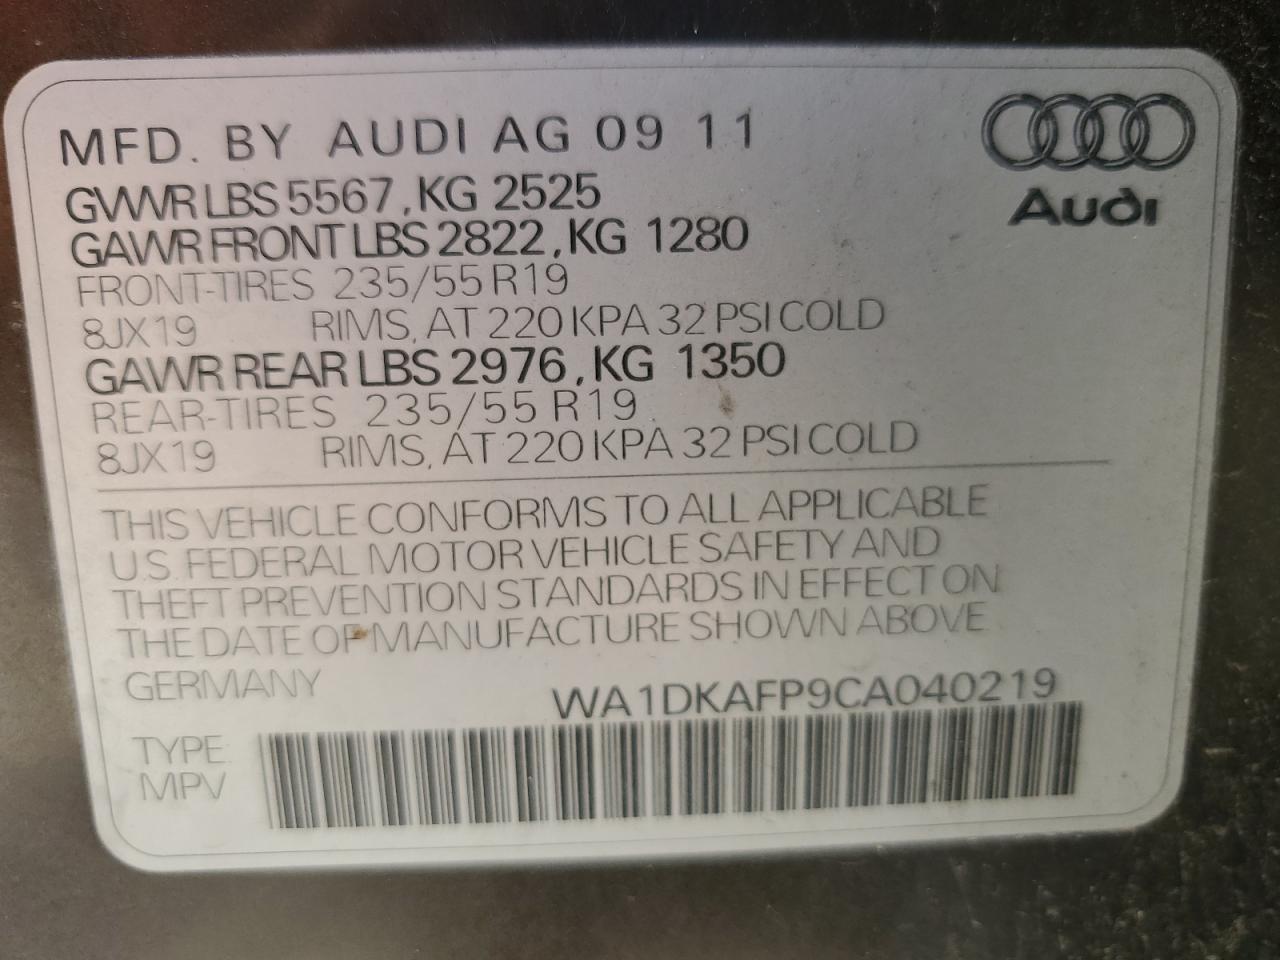 MFD. BY AUDI AG 09 11
GVWR LBS 5567, KG 2525
GAWR FRONT LBS 2822, KG 1280
FRONT-TIRES 235/55 R19
8JX19 RIMS, AT 220 KPA 32 PSI COLD
GAWR REAR LBS 2976, KG 1350
REAR-TIRES 235/55 R19
8JX19 RIMS, AT 220 KPA 32 PSI COLD
Audi
THIS VEHICLE CONFORMS TO ALL APPLICABLE
U.S. FEDERAL MOTOR VEHICLE SAFETY AND
THEFT PREVENTION STANDARDS IN EFFECT ON
THE DATE OF MANUFACTURE SHOWN ABOVE
GERMANY
WA1DKAFP9CA040219
TYPE:
MPV